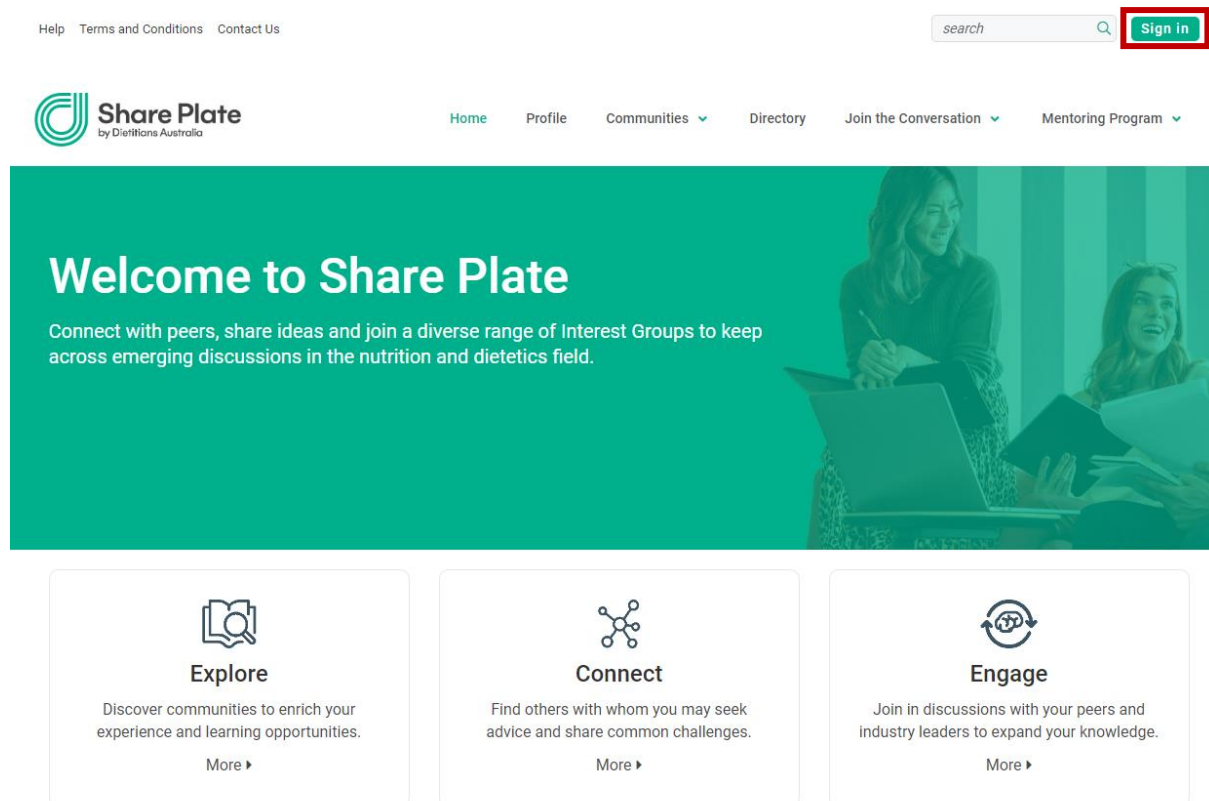 Help Terms and Conditions Contact Us
search
Sign in
Share Plate
by Dietitians Australia
Home Profile Communities Directory Join the Conversation Mentoring Program
Welcome to Share Plate
Connect with peers, share ideas and join a diverse range of Interest Groups to keep
across emerging discussions in the nutrition and dietetics field.
Explore
Discover communities to enrich your
experience and learning opportunities.
More
Connect
Find others with whom you may seek
advice and share common challenges.
More
Engage
Join in discussions with your peers and
industry leaders to expand your knowledge.
More